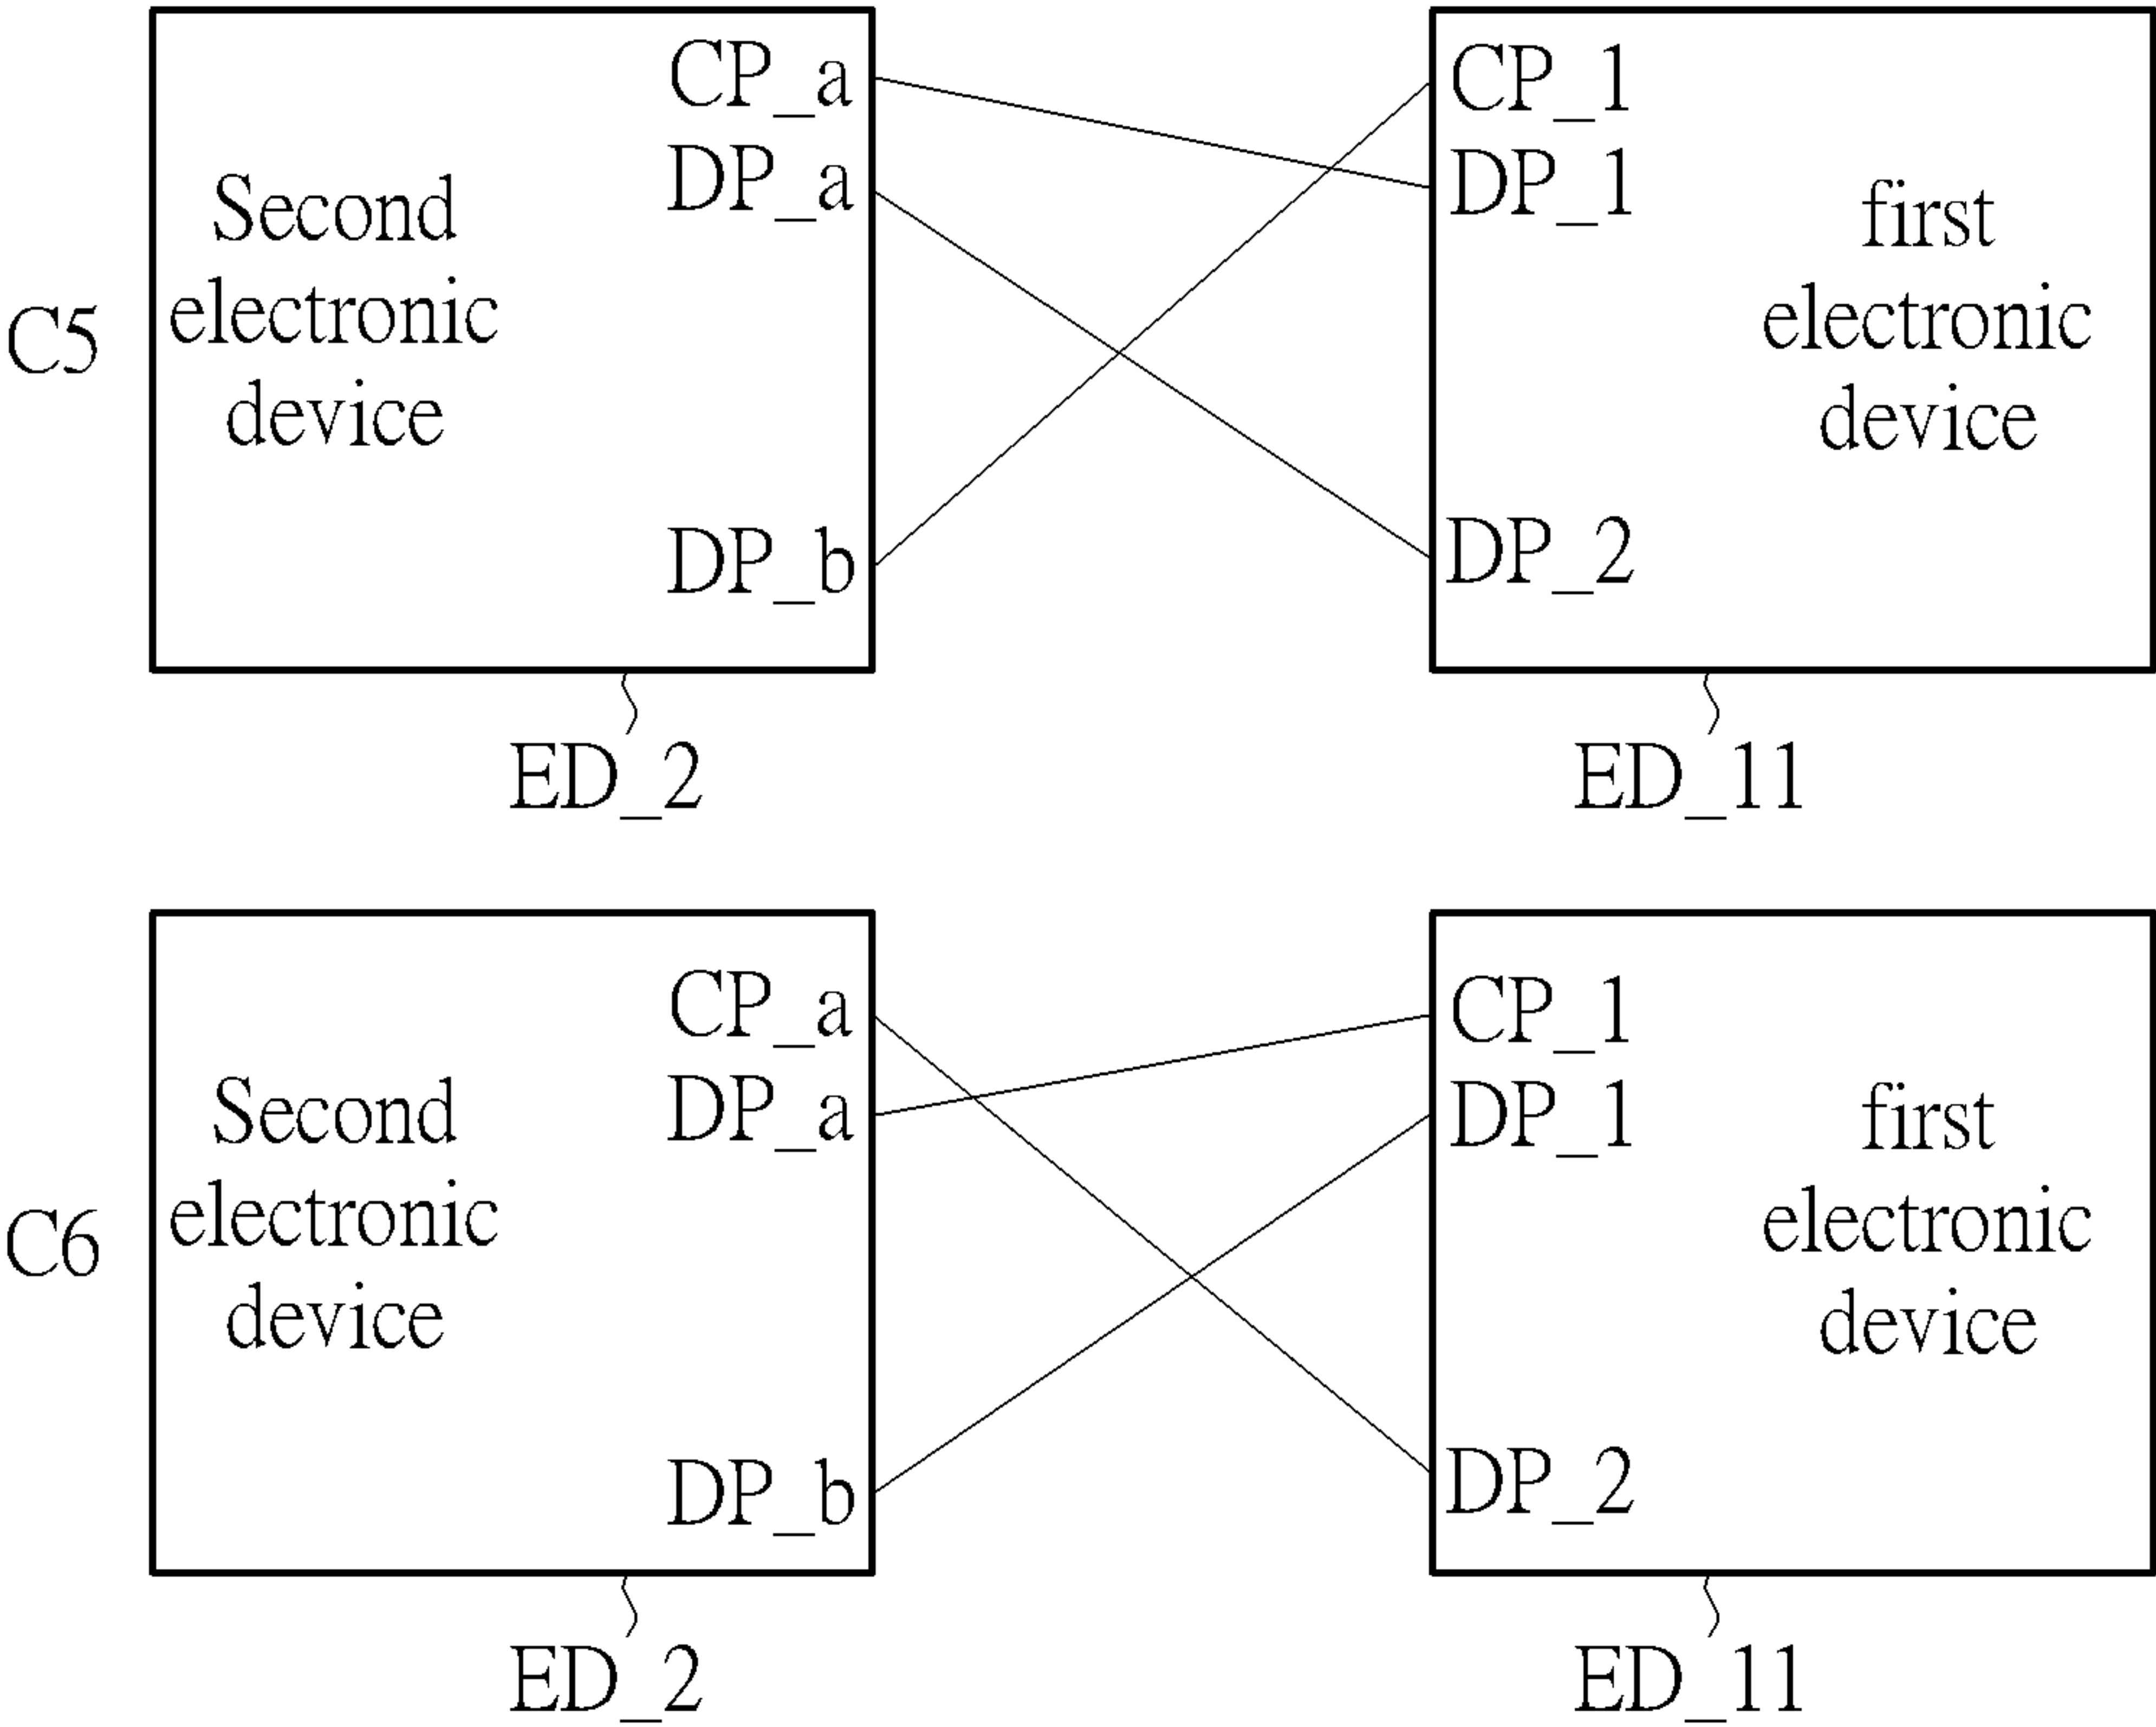 C5
Second
electronic
device
CP_a
DP_a
DP_b
CP_1
DP_1
DP_2
first
electronic
device
ED_2
ED_11
C6
Second
electronic
device
CP_a
DP_a
DP_b
CP_1
DP_1
DP_2
first
electronic
device
ED_2
ED_11